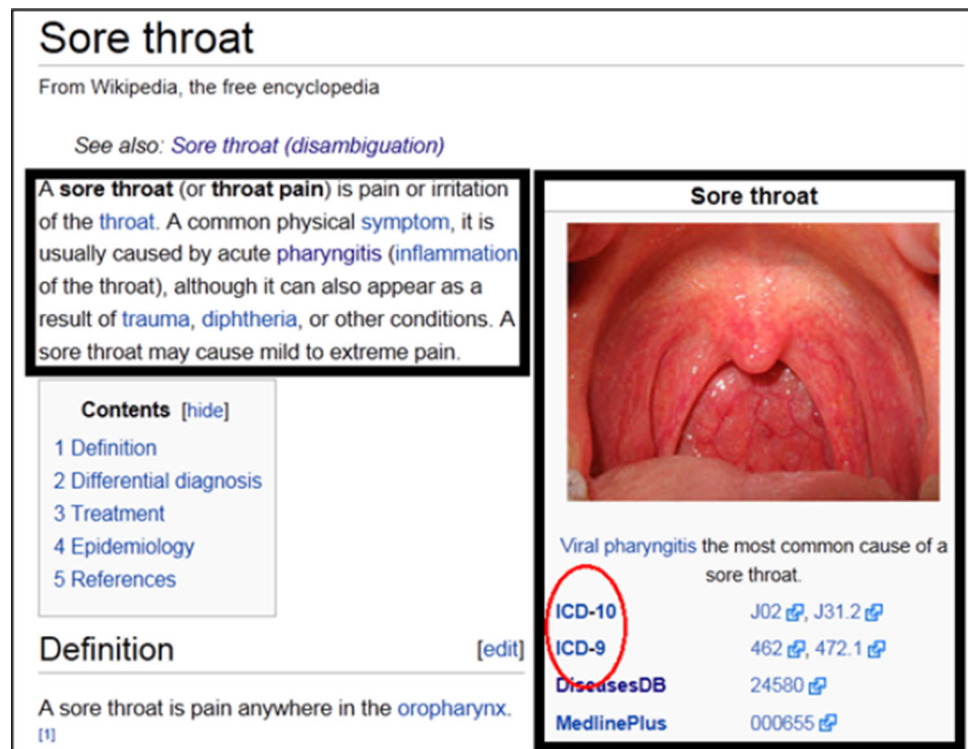 Sore throat
From Wikipedia, the free encyclopedia
See also: Sore throat (disambiguation)
A sore throat (or throat pain) is pain or irritation
of the throat. A common physical symptom, it is
usually caused by acute pharyngitis (inflammation
of the throat), although it can also appear as a
result of trauma, diphtheria, or other conditions. A
sore throat may cause mild to extreme pain.
Contents [hide]
1 Definition
2 Differential diagnosis
3 Treatment
4 Epidemiology
5 References
Definition [edit]
A sore throat is pain anywhere in the oropharynx.
[1]
Sore throat
Viral pharyngitis the most common cause of a
sore throat.
ICD-10 J02, J31.2
ICD-9 462, 472.1
DiseasesDB 24580
MedlinePlus 000655